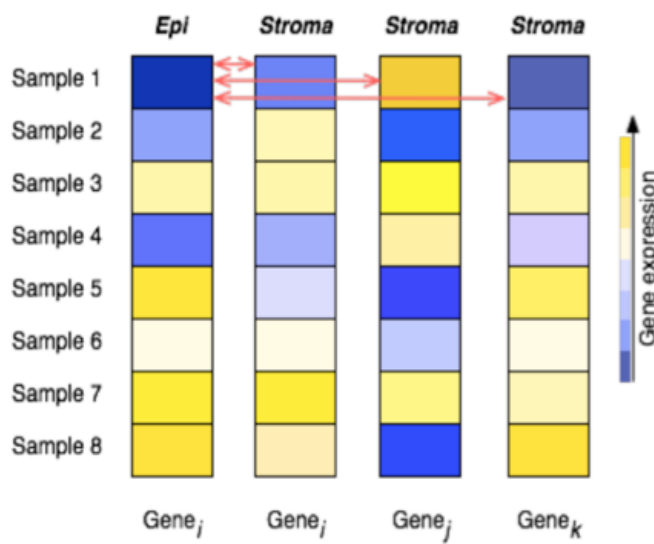 Epi Stroma Stroma Stroma
Sample 1
Sample 2
Sample 3
Sample 4
Sample 5
Sample 6
Sample 7
Sample 8
Gene expression
Geneᵢ Geneᵢ Geneⱼ Geneₖ